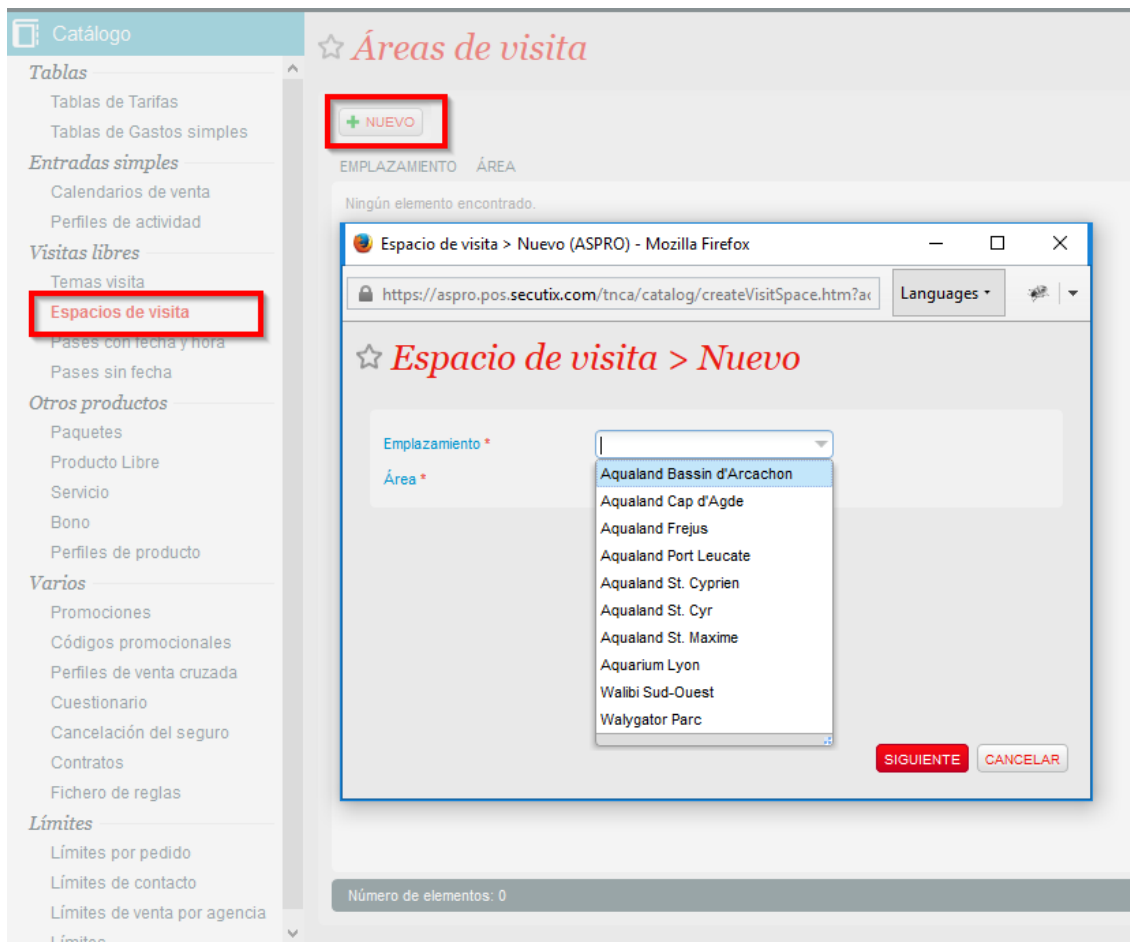 Catálogo
Tablas
Tablas de Tarifas
Tablas de Gastos simples
Entradas simples
Calendarios de venta
Perfiles de actividad
Visitas libres
Temas visita
Espacios de visita
Pases con fecha y hora
Pases sin fecha
Otros productos
Paquetes
Producto Libre
Servicio
Bono
Perfiles de producto
Varios
Promociones
Códigos promocionales
Perfiles de venta cruzada
Cuestionario
Cancelación del seguro
Contratos
Fichero de reglas
Límites
Límites por pedido
Límites de contacto
Límites de venta por agencia
Límites
Áreas de visita
NUEVO
EMPLAZAMIENTO ÁREA
Ningún elemento encontrado.
Espacio de visita > Nuevo (ASPRO) - Mozilla Firefox
https://aspro.pos.secutix.com/tnca/catalog/createVisitSpace.htm?ac
Languages
Espacio de visita > Nuevo
Emplazamiento *
Área *
Aqualand Bassin d'Arcachon
Aqualand Cap d'Agde
Aqualand Frejus
Aqualand Port Leucate
Aqualand St. Cyprien
Aqualand St. Cyr
Aqualand St. Maxime
Aquarium Lyon
Walibi Sud-Ouest
Walygator Parc
SIGUIENTE CANCELAR
Número de elementos: 0